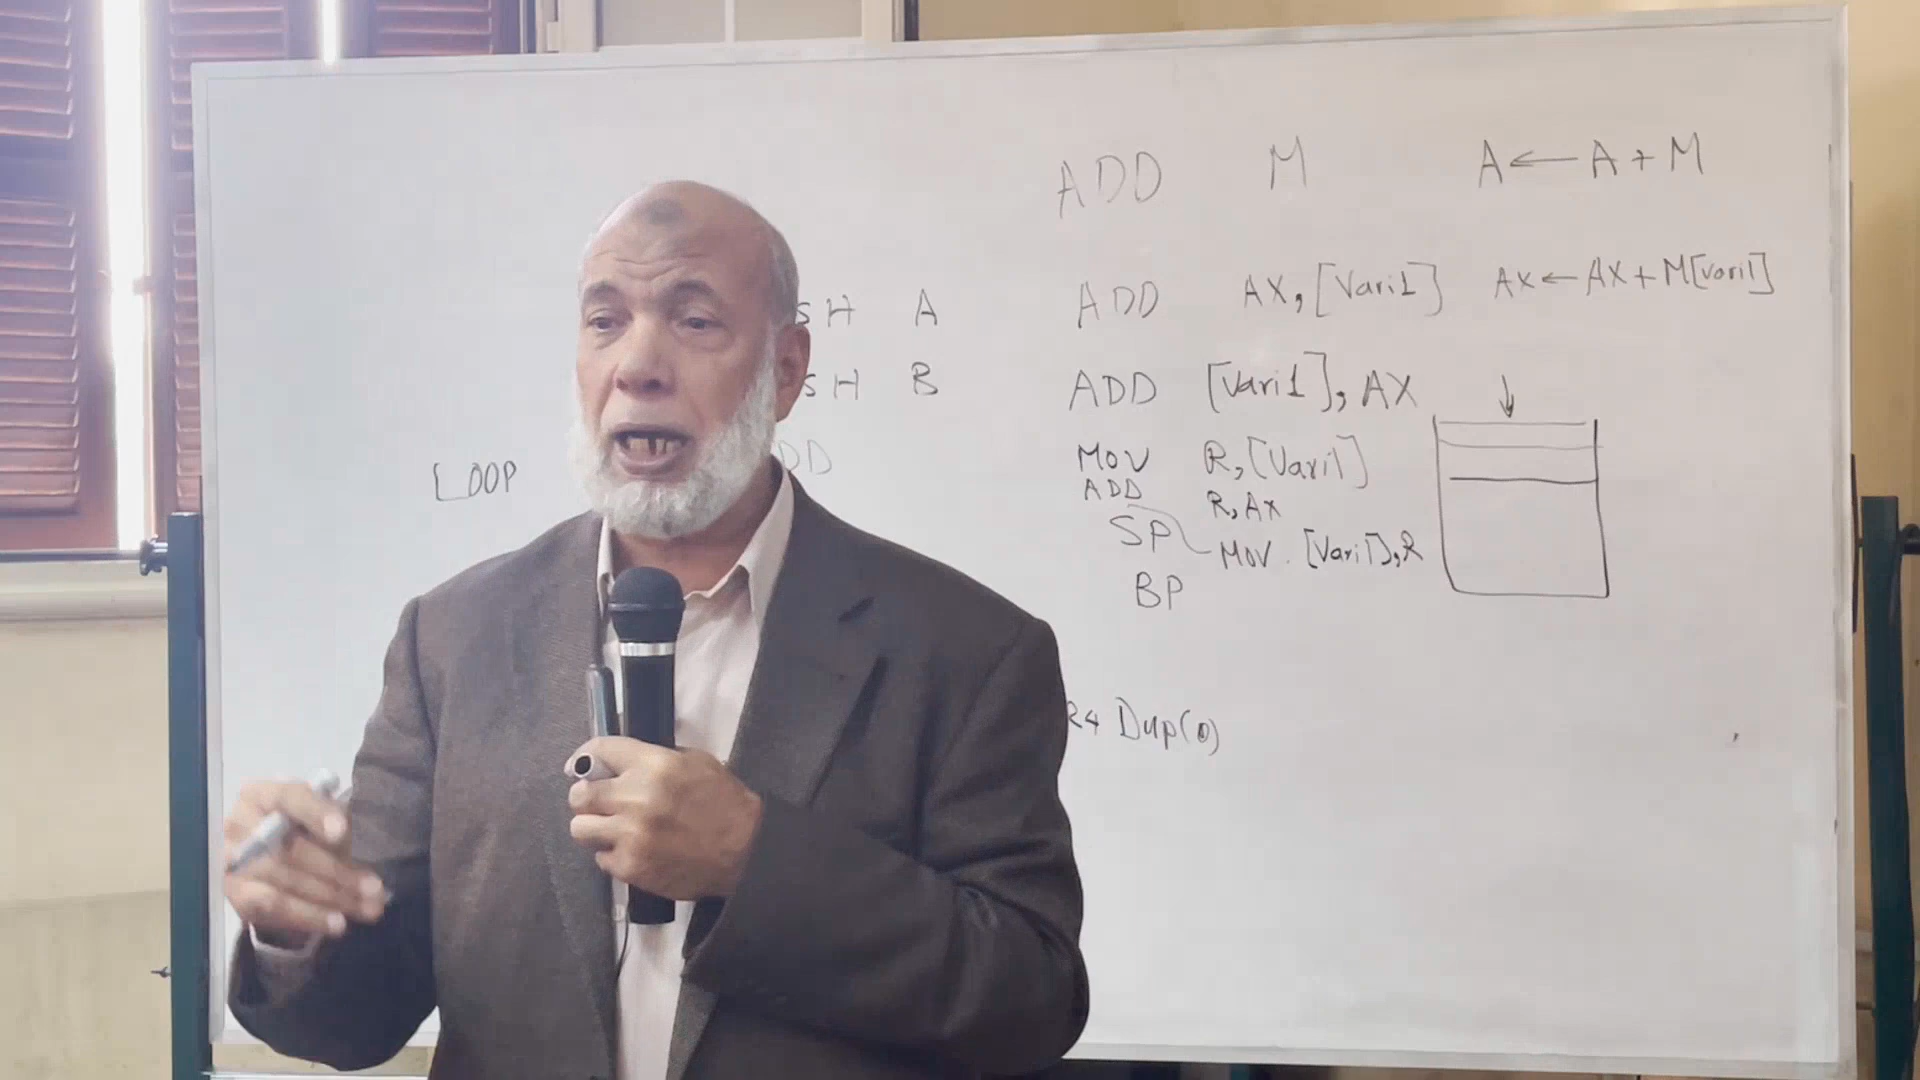 ADD M A ← A + M
SH A ADD AX, [Vari1] AX ← AX + M[Vari1]
SH B ADD [Vari1], AX
LOOP DD MOV R, [Vari1]
ADD R, AX
SP MOV. [Vari1], R
BP
24 Dup(0)